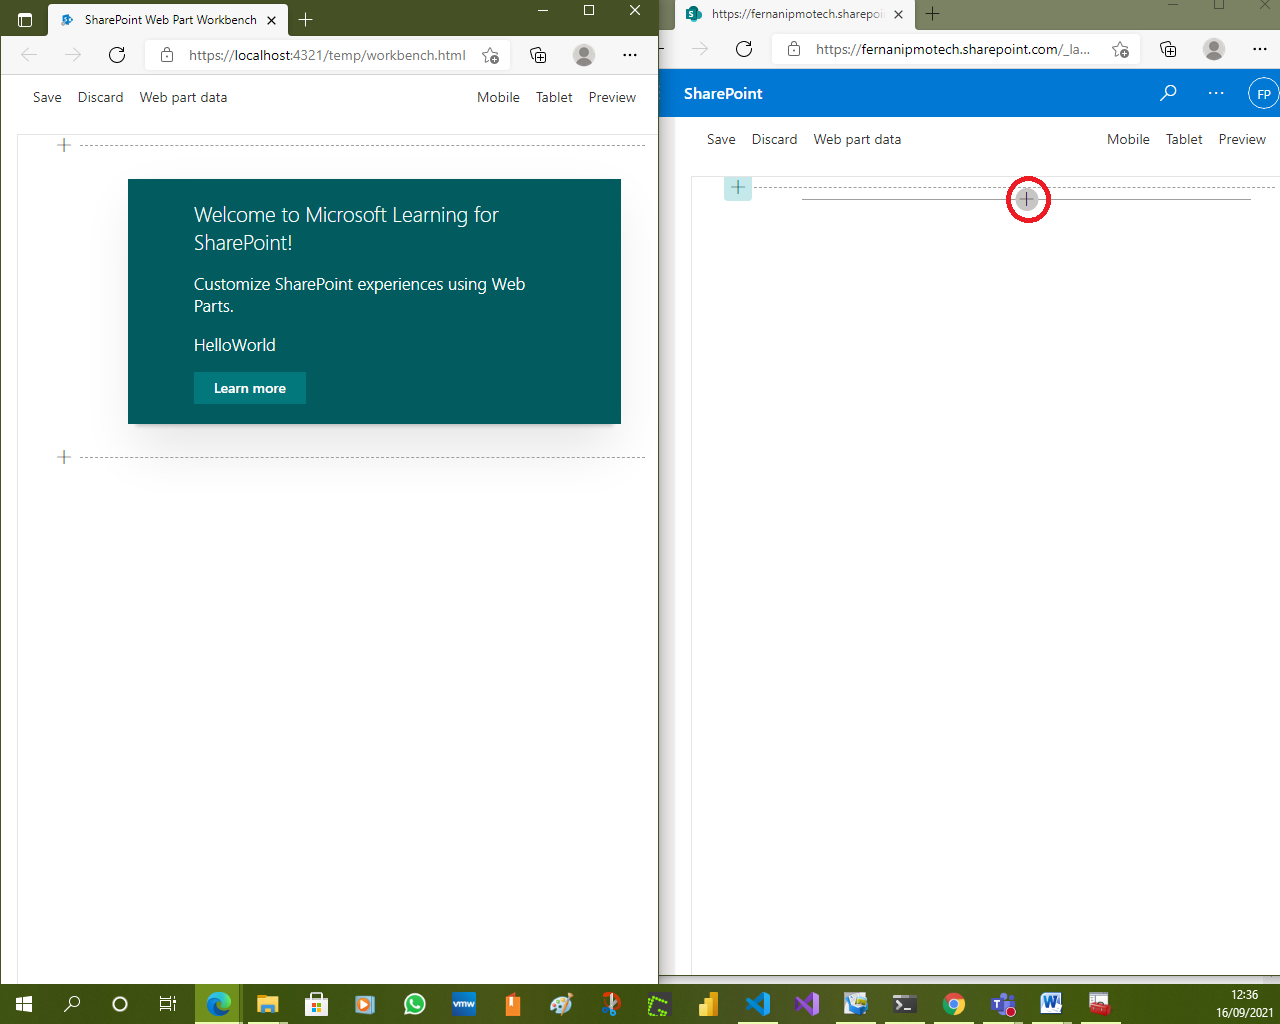 SharePoint Web Part Workbench
https://localhost:4321/temp/workbench.html
Save Discard Web part data Mobile Tablet Preview
Welcome to Microsoft Learning for
SharePoint!
Customize SharePoint experiences using Web
Parts.
HelloWorld
Learn more
https://fernanipmotech.sharepoi
https://fernanipmotech.sharepoint.com/_la...
SharePoint
FP
Save Discard Web part data Mobile Tablet Preview
vmw
12:36
16/09/2021